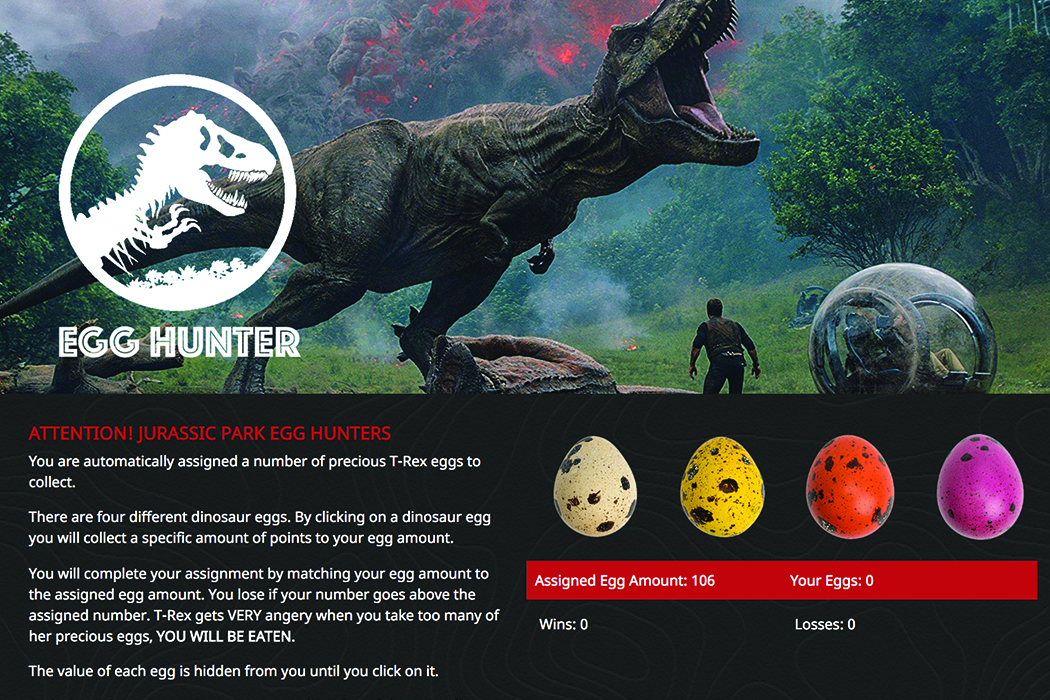 EGG HUNTER
ATTENTION! JURASSIC PARK EGG HUNTERS
You are automatically assigned a number of precious T-Rex eggs to
collect.
There are four different dinosaur eggs. By clicking on a dinosaur egg
you will collect a specific amount of points to your egg amount.
You will complete your assignment by matching your egg amount to
the assigned egg amount. You lose if your number goes above the
assigned number. T-Rex gets VERY angery when you take too many of
her precious eggs, YOU WILL BE EATEN.
The value of each egg is hidden from you until you click on it.
Assigned Egg Amount: 106
Your Eggs: 0
Wins: 0
Losses: 0